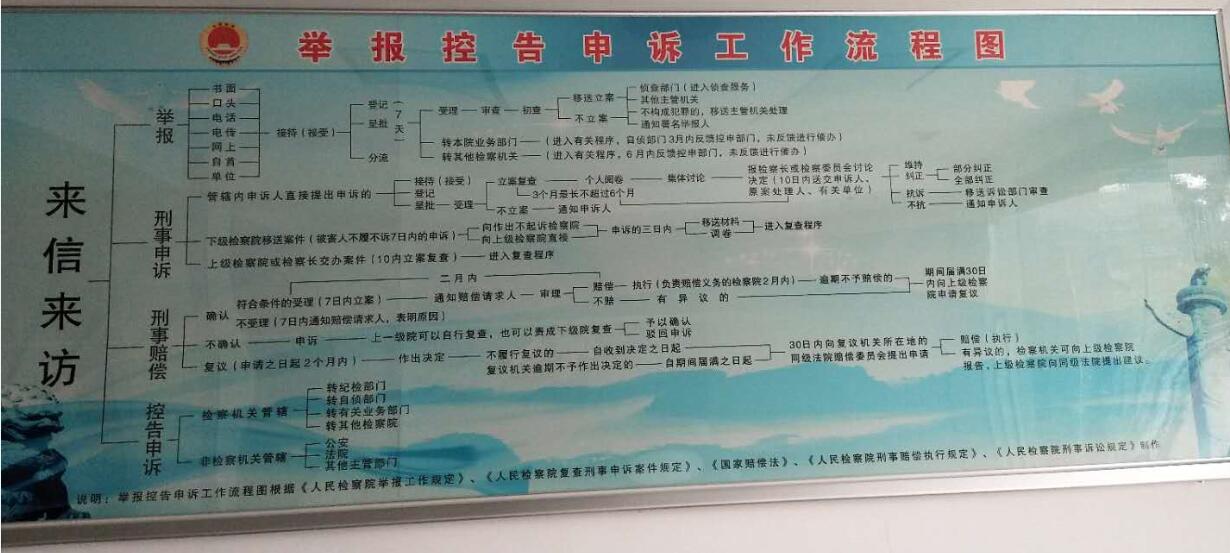 举报控告申诉工作流程图
来信来访
举报
书面
口头
电话
电传
网上
自首
单位
接待（接受）
登记
呈批
（7天）
分流
受理
审查
初查
移送立案
不立案
侦查部门（进入侦查服务）
其他主管机关
不构成犯罪的，移送主管机关处理
通知署名举报人
转本院业务部门
（进入有关程序，自侦部门3月内反馈控申部门，未反馈进行催办）
转其他检察机关
（进入有关程序，6月内反馈控申部门，未反馈进行催办）
刑事申诉
管辖内申诉人直接提出申诉的
接待（接受）
登记
呈批
受理
立案复查
个人阅卷
集体讨论
3个月最长不超过6个月
不立案
通知申诉人
报检察长或检察委员会讨论
决定（10日内送交申诉人、
原案处理人、有关单位）
维持
纠正
部分纠正
全部纠正
抗诉
移送诉讼部门审查
不抗
通知申诉人
下级检察院移送案件（被害人不履不诉7日内的申诉）
向作出不起诉检察院
向上级检察院直接
申诉的三日内
移送材料
调卷
进入复查程序
上级检察院或检察长交办案件（10内立案复查）
进入复查程序
刑事赔偿
确认
符合条件的受理（7日内立案）
二月内
通知赔偿请求人
审理
赔偿
执行（负责赔偿义务的检察院2月内）
逾期不予赔偿的
不赔
有异议的
期间届满30日
内向上级检察
院申请复议
不受理（7日内通知赔偿请求人，表明原因）
不确认
申诉
上一级院可以自行复查，也可以责成下级院复查
予以确认
驳回申诉
复议（申请之日起2个月内）
作出决定
不履行复议的
自收到决定之日起
复议机关逾期不予作出决定的
自期间届满之日起
30日内向复议机关所在地的
同级法院赔偿委员会提出申请
赔偿（执行）
有异议的，检察机关可向上级检察院
报告，上级检察院向同级法院提出建议。
控告申诉
检察机关管辖
转纪检部门
转自侦部门
转有关业务部门
转其他检察院
非检察机关管辖
公安
法院
其他主管部门
说明：举报控告申诉工作流程图根据《人民检察院举报工作规定》、《人民检察院复查刑事申诉案件规定》、《国家赔偿法》、《人民检察院刑事赔偿执行规定》、《人民检察院刑事诉讼规定》制作